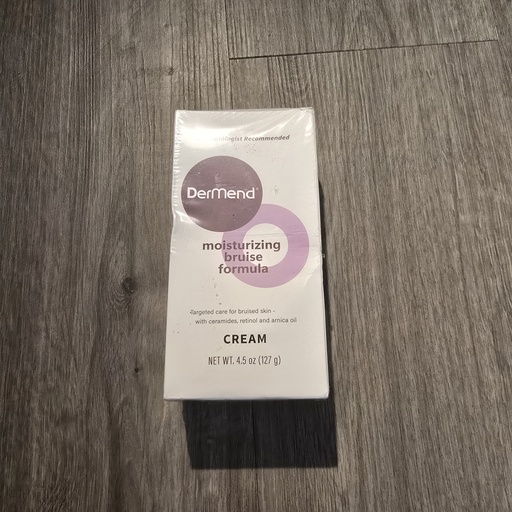 Recommended
DerMend
moisturizing
bruise
formula
Targeted care for bruised skin -
with ceramides, retinol and arnica oil
CREAM
NET WT. 4.5 oz (127 g)